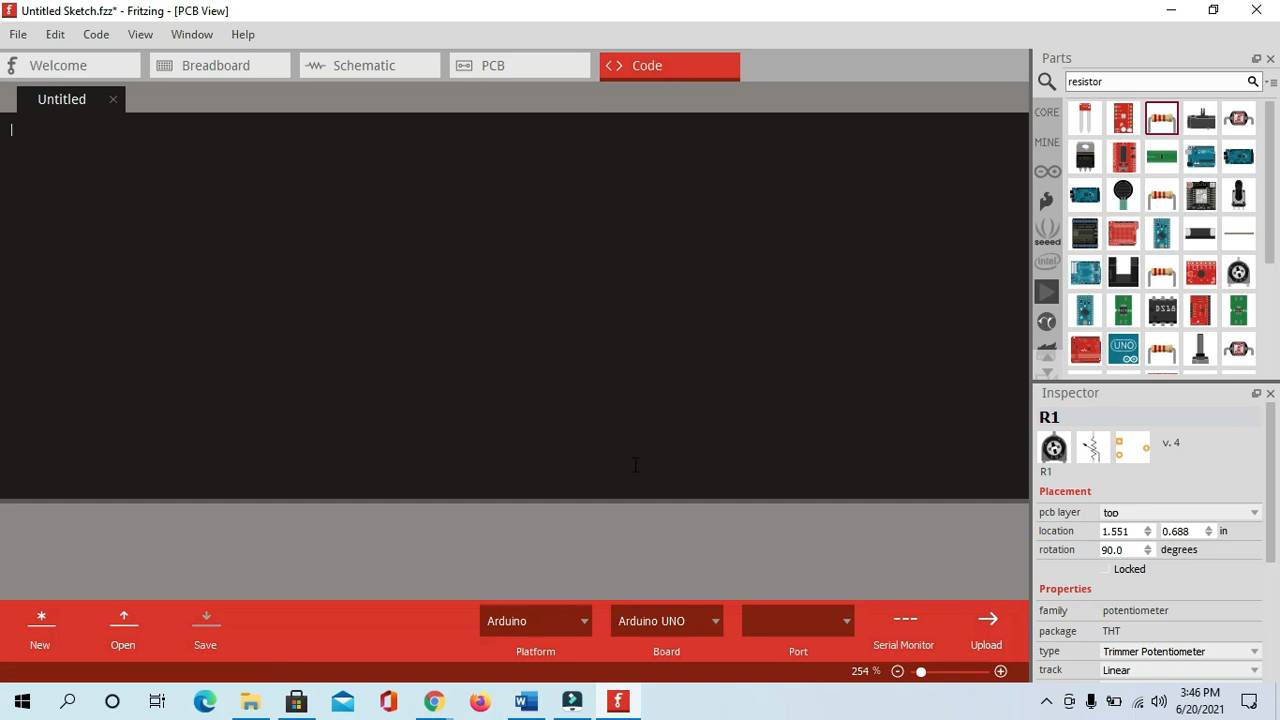 Untitled Sketch.fzz* - Fritzing - [PCB View]
File Edit Code View Window Help
Welcome Breadboard Schematic PCB Code
Untitled
Parts
resistor
CORE
MINE
seeed
intel
DS18
UNO
Inspector
R1
v. 4
R1
Placement
pcb layer top
location 1.551 0.688 in
rotation 90.0 degrees
Locked
Properties
family potentiometer
package THT
type Trimmer Potentiometer
track Linear
New Open Save
Arduino Arduino UNO
Platform Board Port Serial Monitor Upload
254 %
3:46 PM
6/20/2021